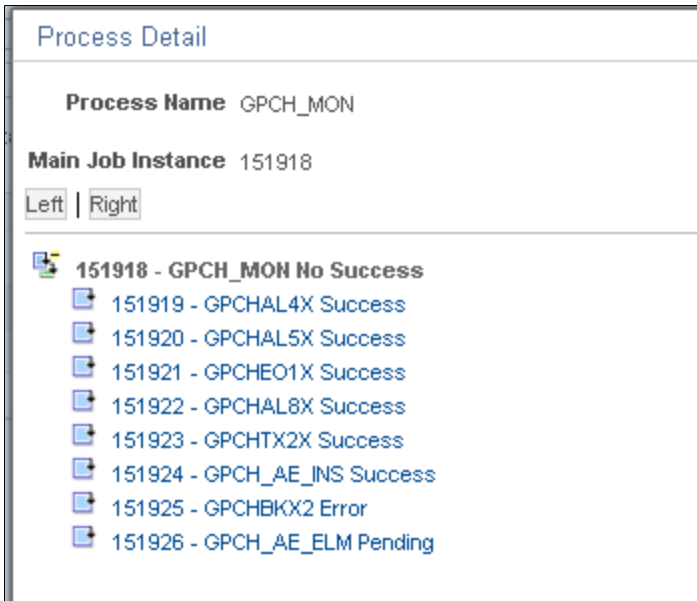 Process Detail
Process Name GPCH_MON
Main Job Instance 151918
Left | Right
151918 - GPCH_MON No Success
151919 - GPCHAL4X Success
151920 - GPCHAL5X Success
151921 - GPCHEO1X Success
151922 - GPCHAL8X Success
151923 - GPCHTX2X Success
151924 - GPCH_AE_INS Success
151925 - GPCHBKX2 Error
151926 - GPCH_AE_ELM Pending